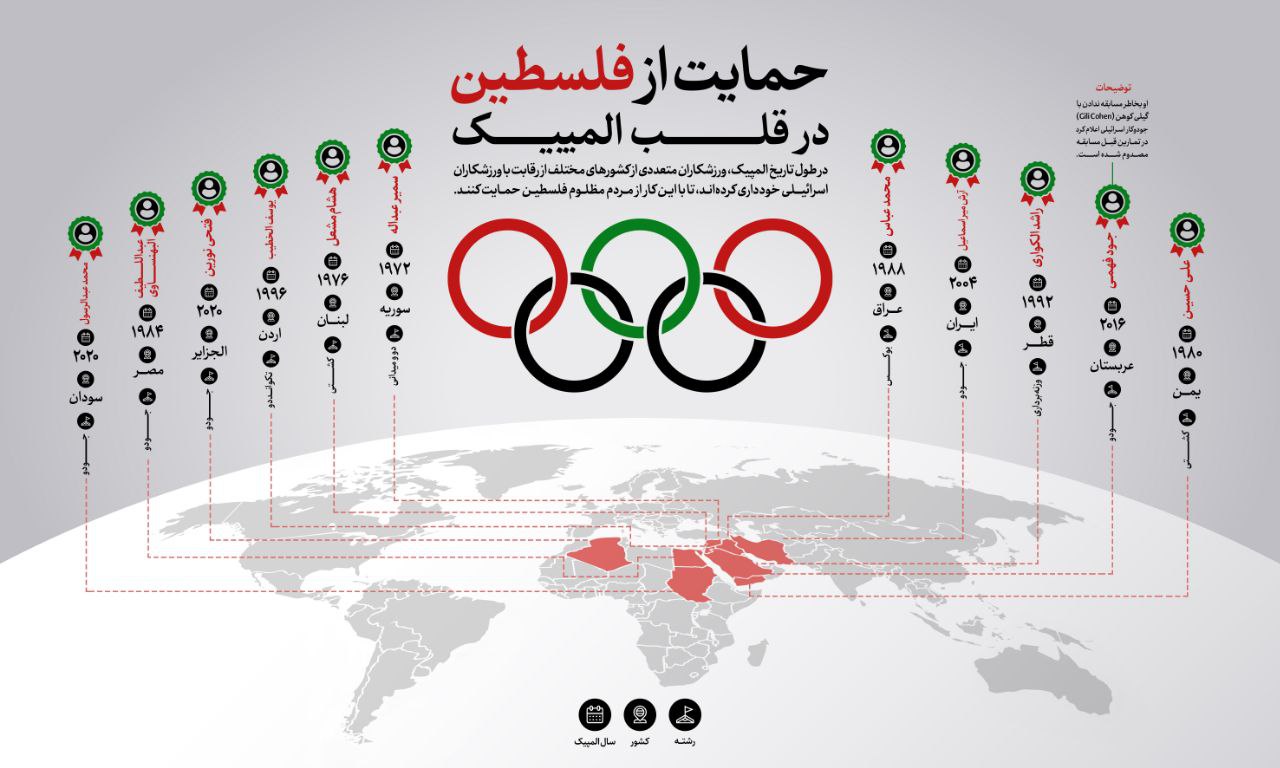 حمایت از فلسطین
در قلب المپیک
در طول تاریخ المپیک، ورزشکاران متعددی از کشورهای مختلف از رقابت با ورزشکاران
اسرائیلی خودداری کرده‌اند، تا با این کار از مردم مظلوم فلسطین حمایت کنند.
توضیحات
او بخاطر مسابقه ندادن با
گیلی کوهن (Gili Cohen)
جودوکار اسرائیلی اعلام کرد
در تمارین قبل مسابقه
مصدوم شده است.
علی حسین
۱۹۸۰
یمن
کشتی
جود فهمی
۲۰۱۶
عربستان
جودو
راشد الکواری
۱۹۹۲
قطر
وزنه‌برداری
آرش میراسماعیل
۲۰۰۴
ایران
جودو
محمد عباس
۱۹۸۸
عراق
بوکس
سمیر عبداله
۱۹۷۲
سوریه
دوومیدانی
هشام مشعل
۱۹۷۶
لبنان
کشتی
یوسف الخطیب
۱۹۹۶
اردن
تکواندو
فتحی نورین
۲۰۲۰
الجزایر
جودو
عبداللطیف
البهنساوی
۱۹۸۴
مصر
جودو
محمد عبدالرسول
۲۰۲۰
سودان
جودو
رشته
کشور
سال المپیک